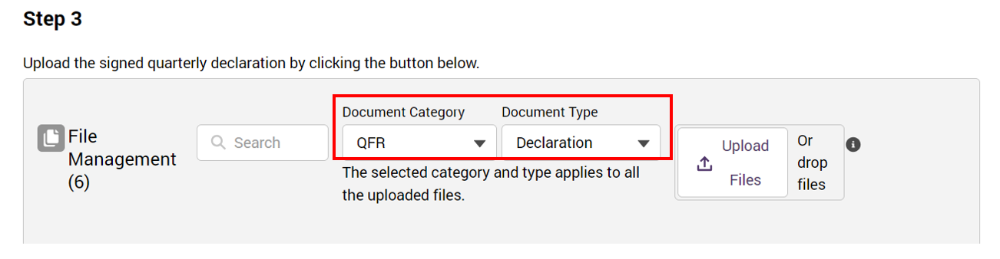 Step 3
Upload the signed quarterly declaration by clicking the button below.
File
Management
(6)
Search
Document Category
QFR
Document Type
Declaration
The selected category and type applies to all
the uploaded files.
Upload
Files
Or
drop
files